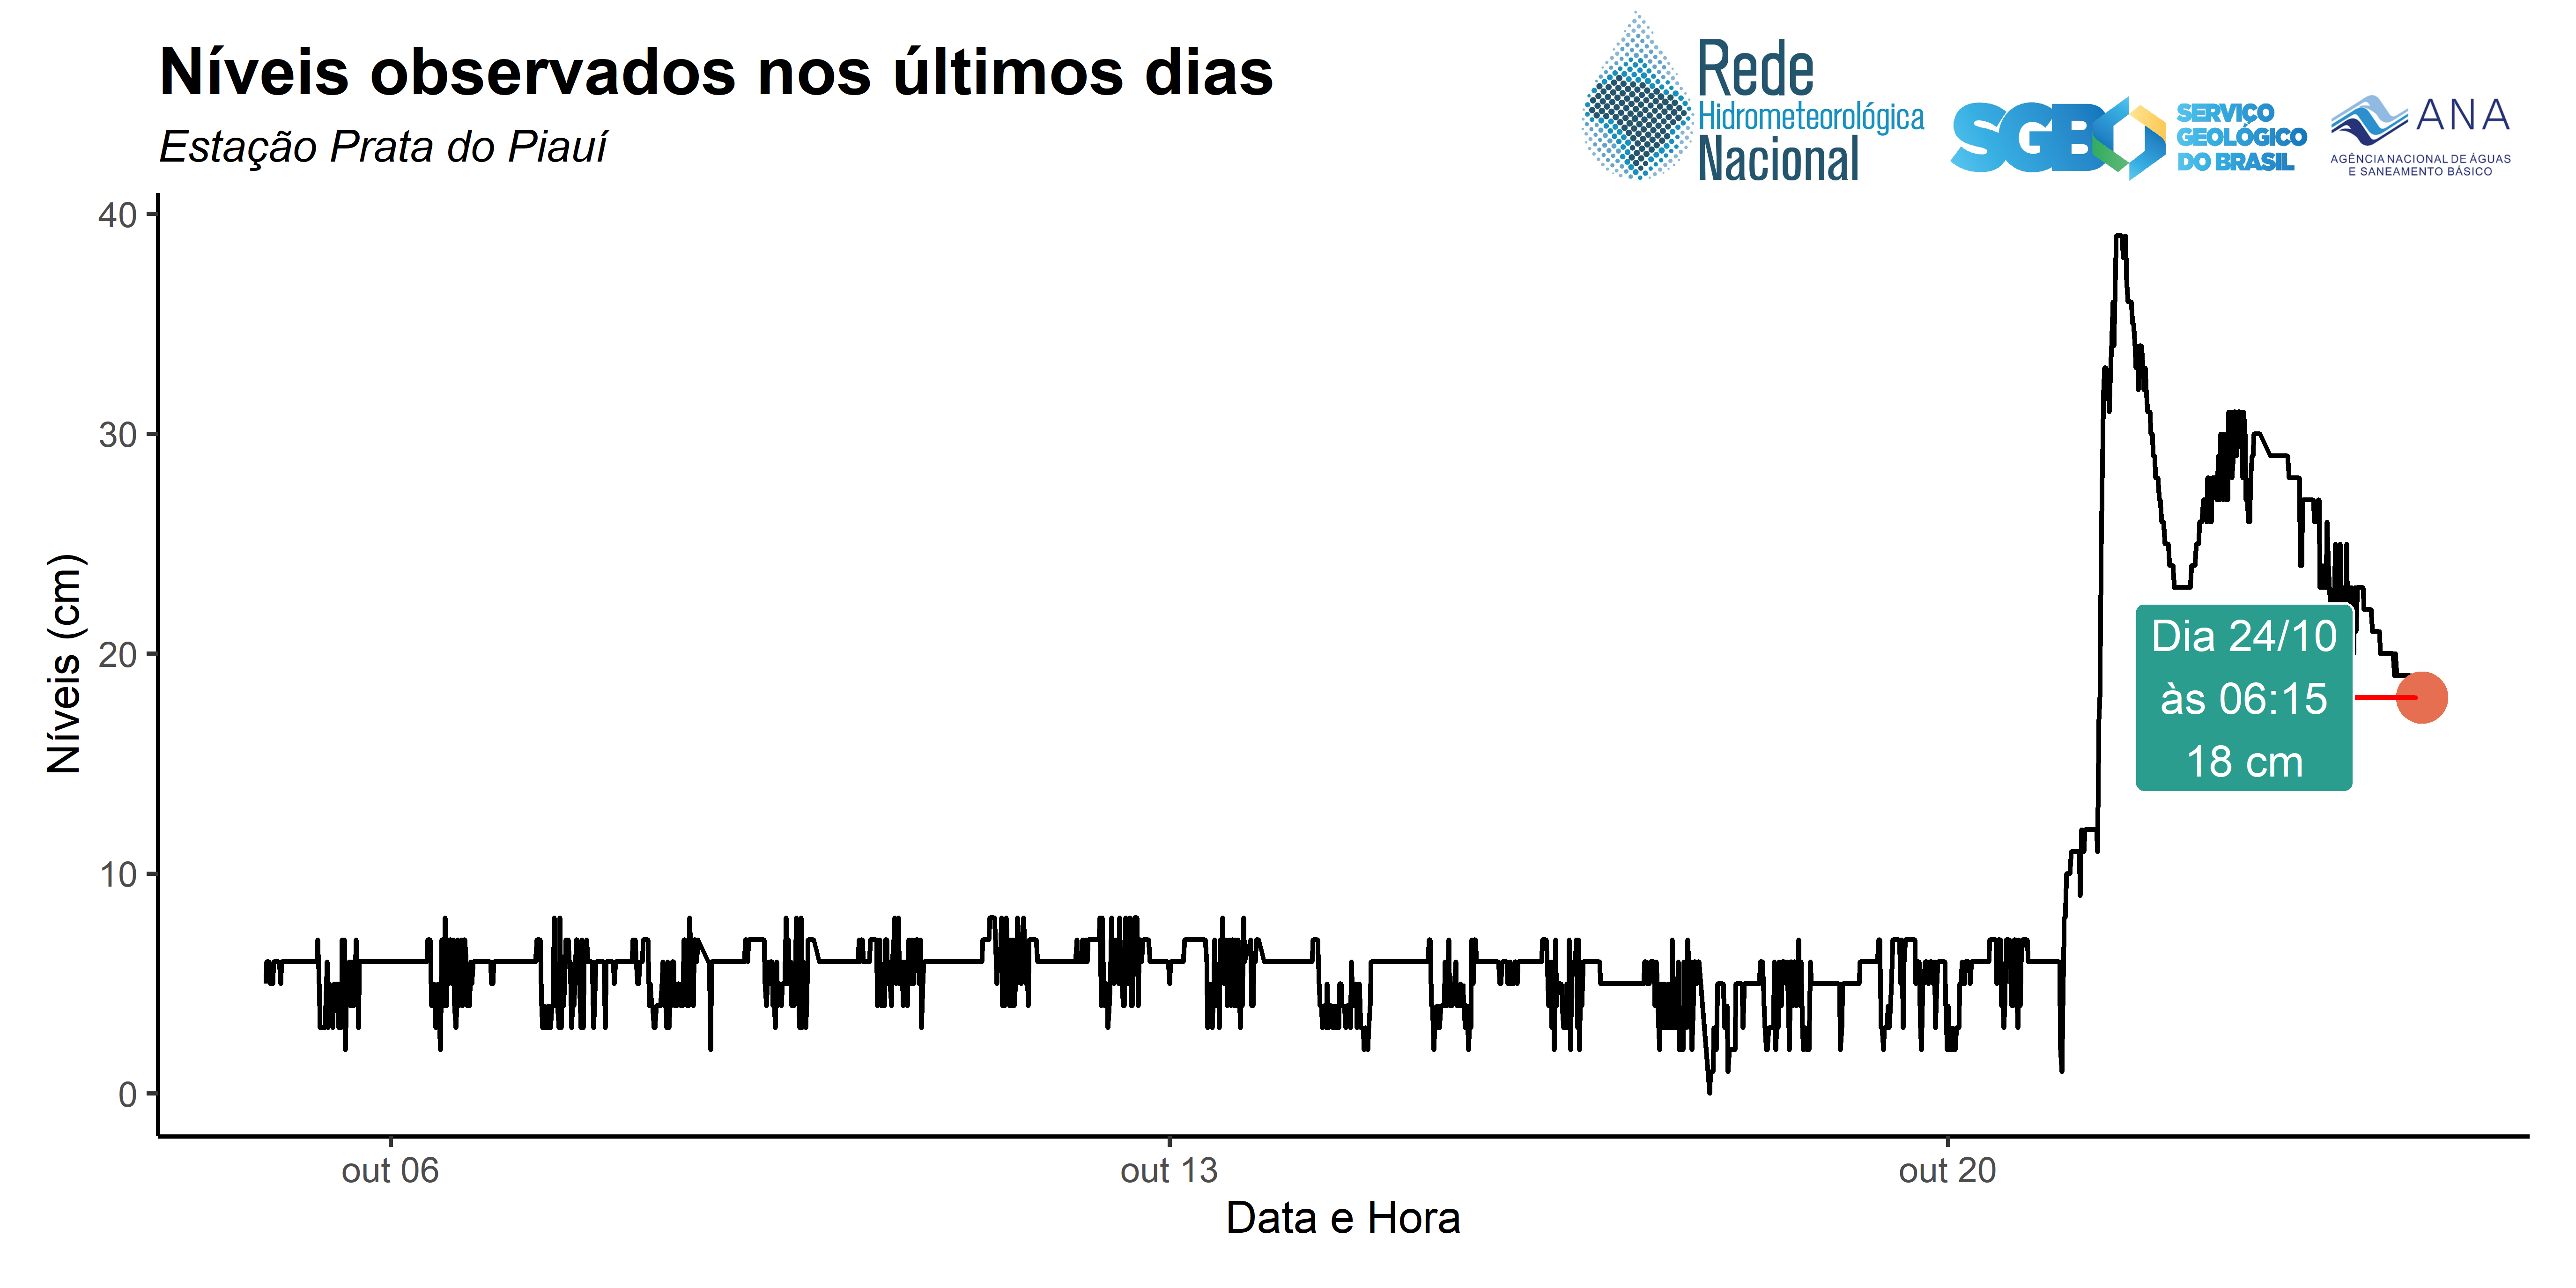 Níveis observados nos últimos dias
Estação Prata do Piauí
Rede
Hidrometeorológica
Nacional
SGB
SERVIÇO
GEOLÓGICO
DO BRASIL
ANA
AGÊNCIA NACIONAL DE ÁGUAS
E SANEAMENTO BÁSICO
Níveis (cm)
40
30
20
10
0
Dia 24/10
às 06:15
18 cm
out 06
out 13
out 20
Data e Hora